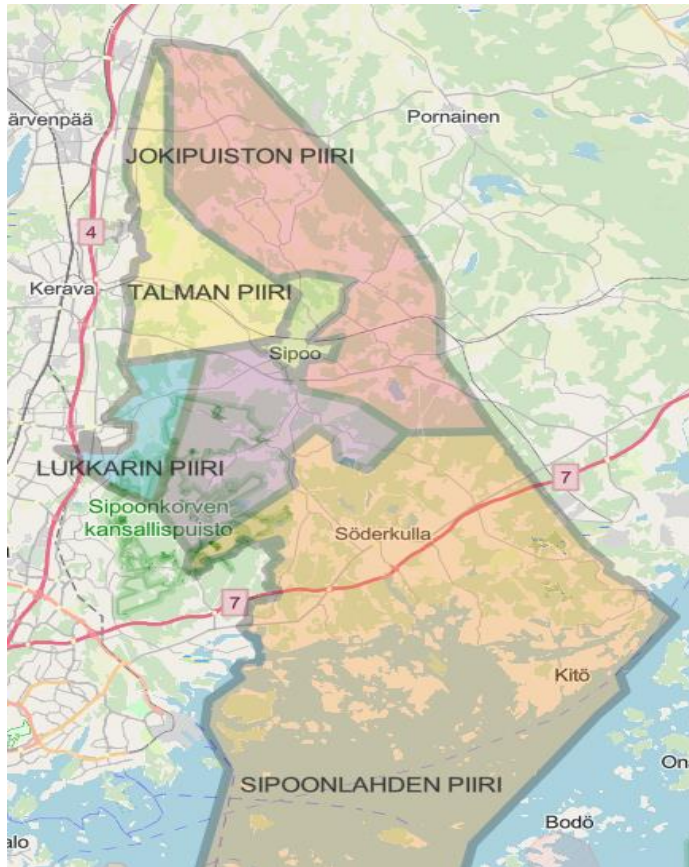 ärvenpää
Pornainen
JOKIPUISTON PIIRI
4
Kerava
TALMAN PIIRI
Sipoo
LUKKARIN PIIRI
7
Sipoonkorven
kansallispuisto
Söderkulla
7
Kitö
SIPOONLAHDEN PIIRI
On
Bodö
alo